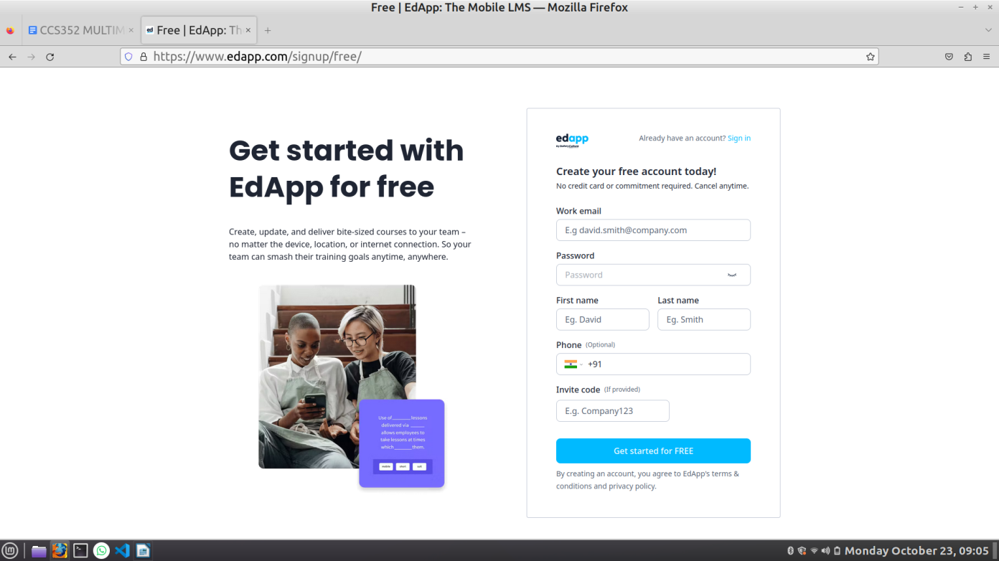 Free | EdApp: The Mobile LMS — Mozilla Firefox
CCS352 MULTIM
Free | EdApp: Th
https://www.edapp.com/signup/free/
Get started with
EdApp for free
Create, update, and deliver bite-sized courses to your team –
no matter the device, location, or internet connection. So your
team can smash their training goals anytime, anywhere.
Use of ________ lessons
delivered via ______
allows employees to
take lessons at times
which _______ them.
mobile short suit
edapp
by SafetyCulture
Already have an account? Sign in
Create your free account today!
No credit card or commitment required. Cancel anytime.
Work email
E.g david.smith@company.com
Password
Password
First name Last name
Eg. David Eg. Smith
Phone (Optional)
+91
Invite code (If provided)
E.g. Company123
Get started for FREE
By creating an account, you agree to EdApp's terms &
conditions and privacy policy.
Monday October 23, 09:05